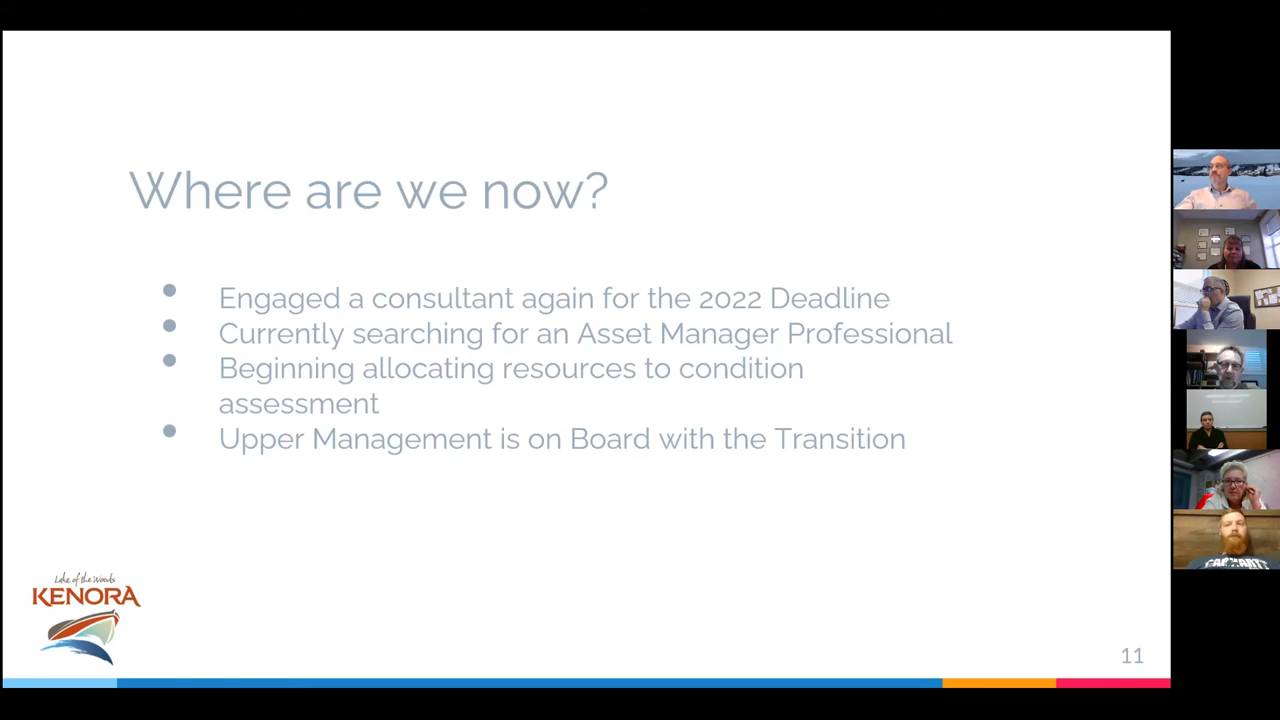 Where are we now?
Engaged a consultant again for the 2022 Deadline
Currently searching for an Asset Manager Professional
Beginning allocating resources to condition
assessment
Upper Management is on Board with the Transition
Lake of the Woods
KENORA
11
CARHARTT